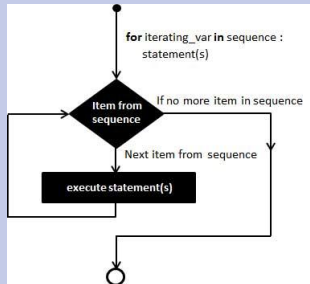 for iterating_var in sequence :
statement(s)
Item from
sequence
If no more item in sequence
Next item from sequence
execute statement(s)